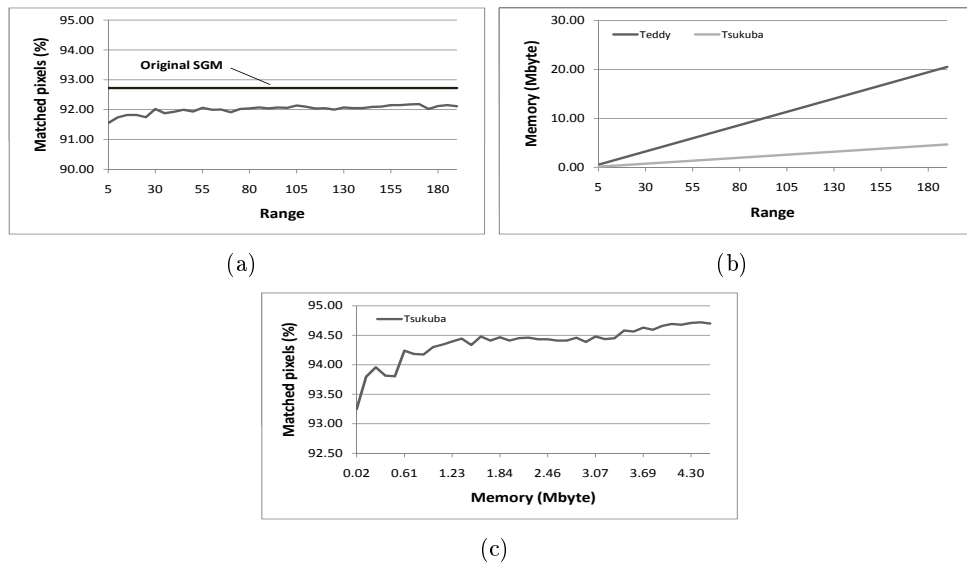 95.00
94.00
93.00
92.00
91.00
90.00
Matched pixels (%)
Original SGM
5 30 55 80 105 130 155 180
Range
(a)
30.00
20.00
10.00
0.00
Memory (Mbyte)
Teddy Tsukuba
5 30 55 80 105 130 155 180
Range
(b)
95.00
94.50
94.00
93.50
93.00
92.50
Matched pixels (%)
Tsukuba
0.02 0.61 1.23 1.84 2.46 3.07 3.69 4.30
Memory (Mbyte)
(c)